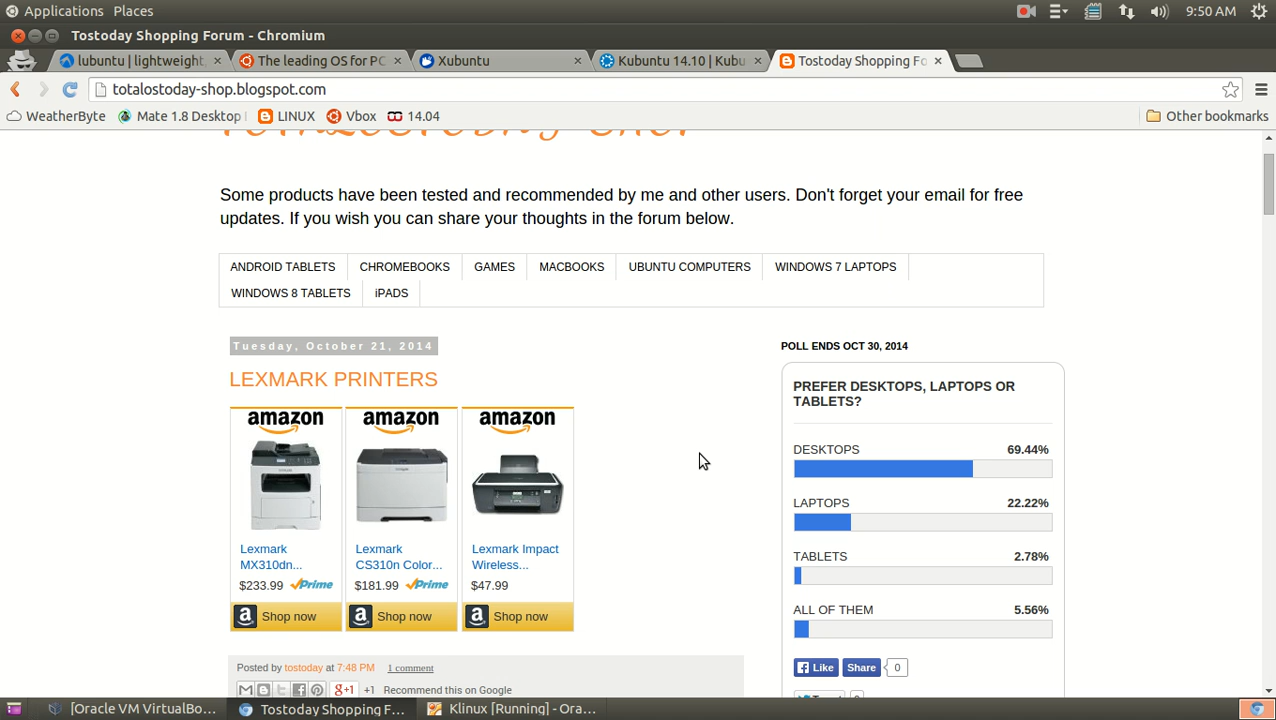 Applications Places 9:50 AM
Tostoday Shopping Forum - Chromium
lubuntu | lightweight,
The leading OS for PC
Xubuntu
Kubuntu 14.10 | Kubu
Tostoday Shopping Fo
totalostoday-shop.blogspot.com
WeatherByte Mate 1.8 Desktop LINUX Vbox 14.04 Other bookmarks
Some products have been tested and recommended by me and other users. Don't forget your email for free
updates. If you wish you can share your thoughts in the forum below.
ANDROID TABLETS CHROMEBOOKS GAMES MACBOOKS UBUNTU COMPUTERS WINDOWS 7 LAPTOPS
WINDOWS 8 TABLETS iPADS
Tuesday, October 21, 2014
LEXMARK PRINTERS
amazon amazon amazon
Lexmark
MX310dn...
$233.99 Prime
Shop now
Lexmark
CS310n Color...
$181.99 Prime
Shop now
Lexmark Impact
Wireless...
$47.99
Shop now
Posted by tostoday at 7:48 PM 1 comment
g+1 +1 Recommend this on Google
POLL ENDS OCT 30, 2014
PREFER DESKTOPS, LAPTOPS OR
TABLETS?
DESKTOPS 69.44%
LAPTOPS 22.22%
TABLETS 2.78%
ALL OF THEM 5.56%
Like Share 0
[Oracle VM VirtualBo...
Tostoday Shopping F...
Klinux [Running] - Ora...